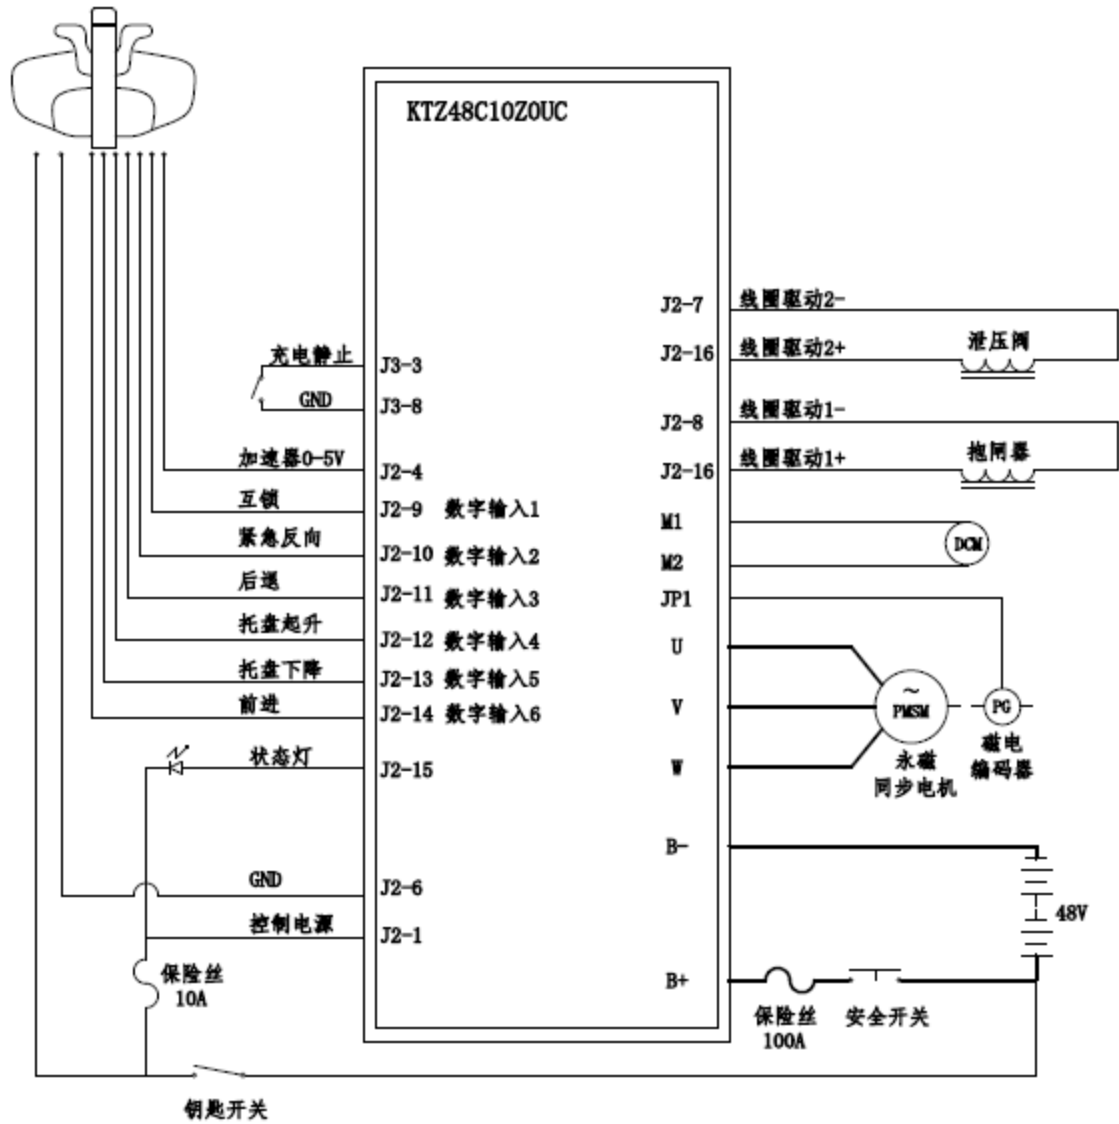 KTZ48C10Z0UC
J2-7 线圈驱动2-
J2-16 线圈驱动2+ 泄压阀
充电静止 J3-3
GND J3-8
J2-8 线圈驱动1-
J2-16 线圈驱动1+ 抱闸器
加速器0-5V J2-4
互锁 J2-9 数字输入1
M1
DCM
紧急反向 J2-10 数字输入2
M2
后退 J2-11 数字输入3
JP1
托盘起升 J2-12 数字输入4
U
托盘下降 J2-13 数字输入5
前进 J2-14 数字输入6
V
~
PMSM
PG
永磁
同步电机
磁电
编码器
状态灯 J2-15
W
B-
GND J2-6
48V
控制电源 J2-1
保险丝
10A
B+
保险丝
100A
安全开关
钥匙开关